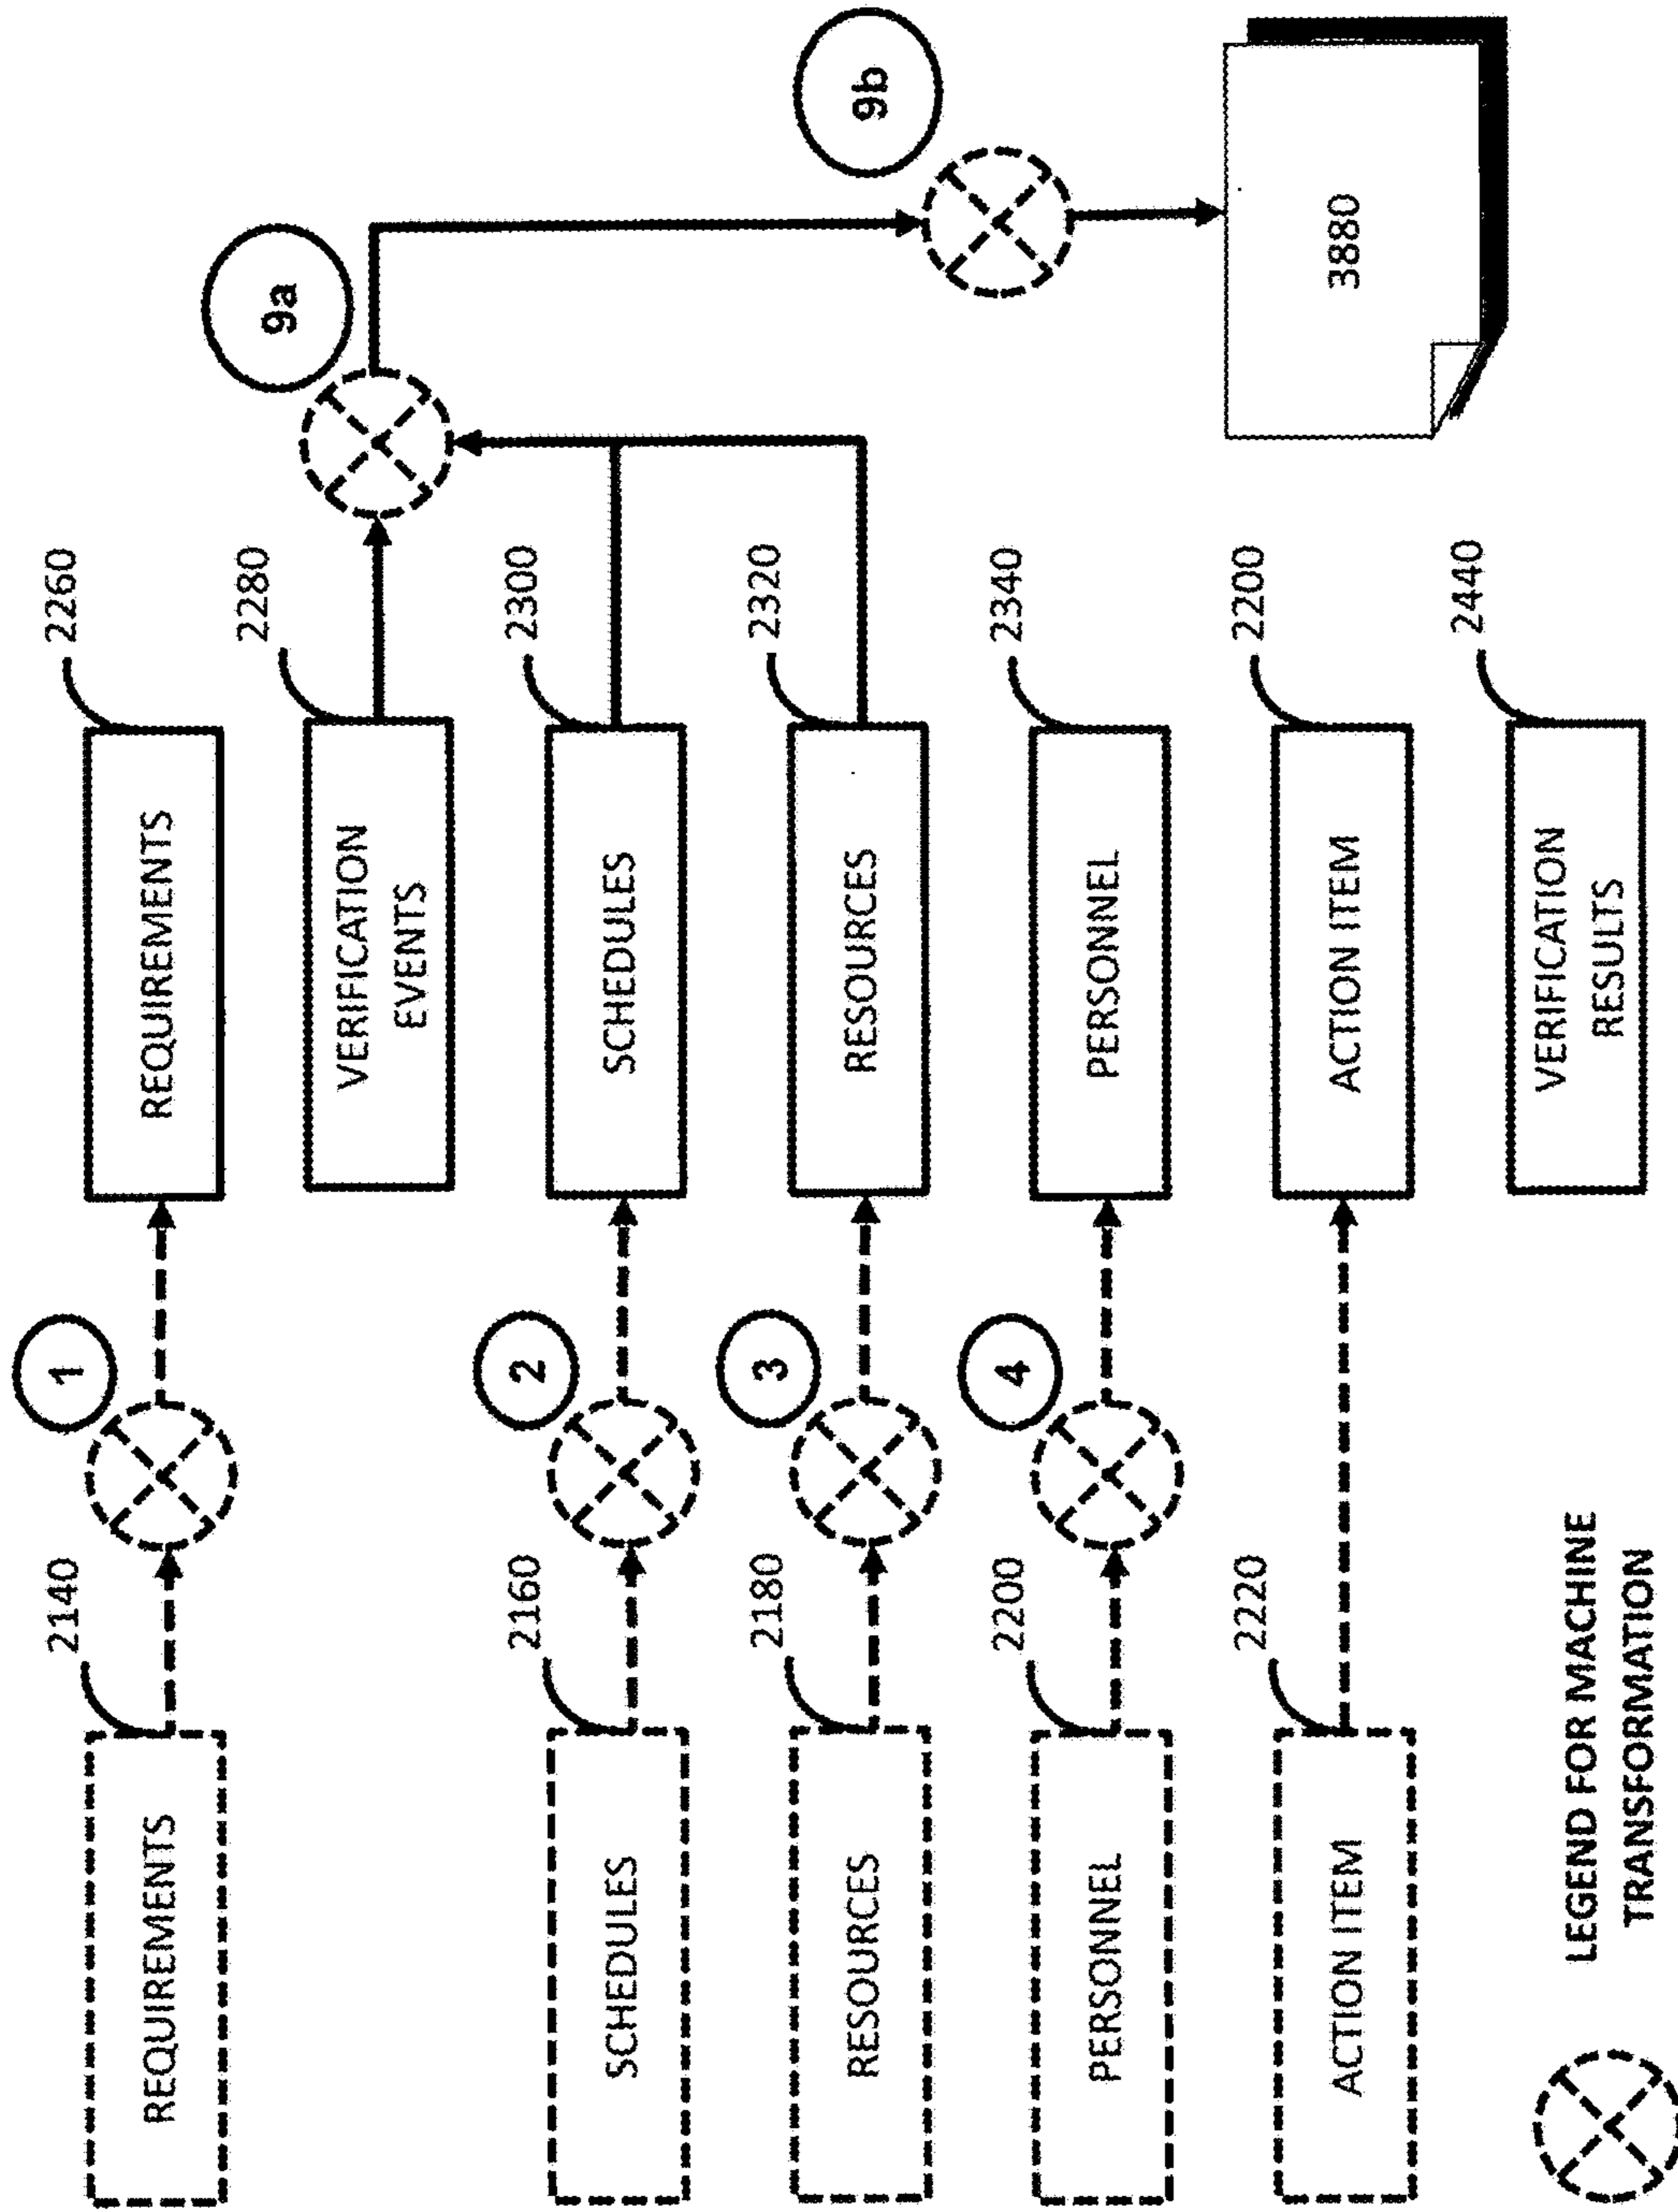 REQUIREMENTS
2140
1
REQUIREMENTS
2260
VERIFICATION
EVENTS
2280
9a
SCHEDULES
2160
2
SCHEDULES
2300
RESOURCES
2180
3
RESOURCES
2320
PERSONNEL
2200
4
PERSONNEL
2340
9b
ACTION ITEM
2220
ACTION ITEM
2200
3880
VERIFICATION
RESULTS
2440
LEGEND FOR MACHINE
TRANSFORMATION